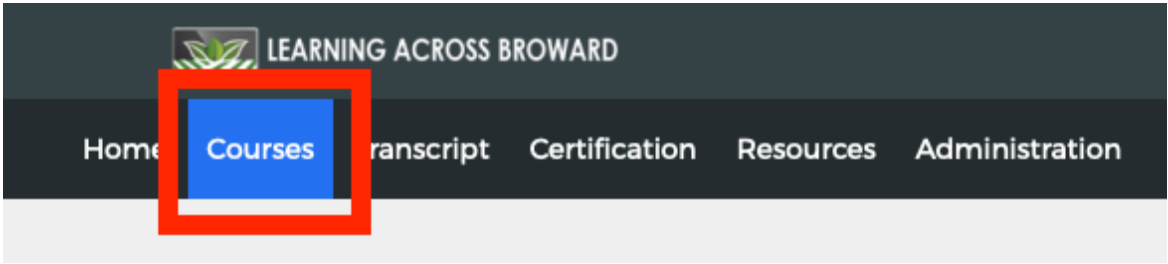 LEARNING ACROSS BROWARD
Home Courses ranscript Certification Resources Administration